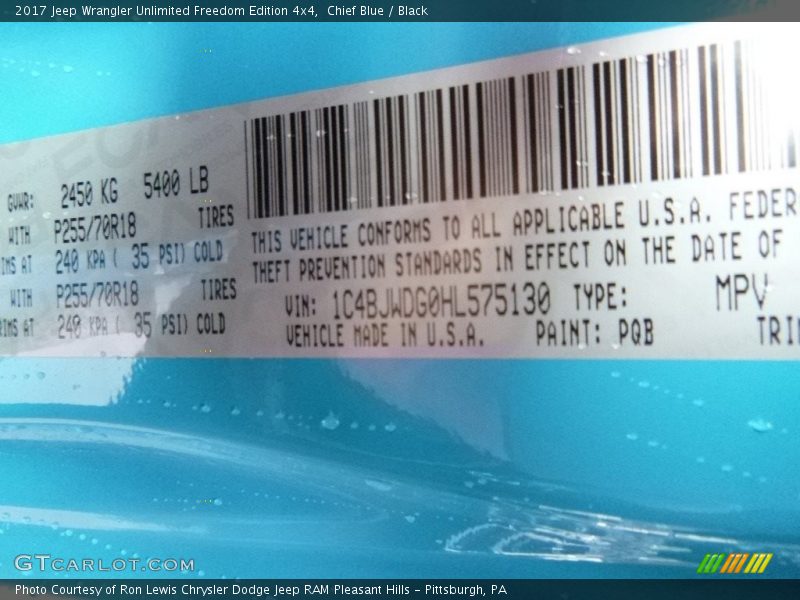 2017 Jeep Wrangler Unlimited Freedom Edition 4x4,  Chief Blue / Black
GVWR: 2450 KG 5400 LB
WITH P255/70R18 TIRES
IMS AT 240 KPA ( 35 PSI) COLD
WITH P255/70R18 TIRES
RIMS AT 240 KPA ( 35 PSI) COLD
THIS VEHICLE CONFORMS TO ALL APPLICABLE U.S.A. FEDER
THEFT PREVENTION STANDARDS IN EFFECT ON THE DATE OF
VIN: 1C4BJWDG0HL575130 TYPE: MPV
VEHICLE MADE IN U.S.A. PAINT: PQB TRI
GTCARLOT.COM
Photo Courtesy of Ron Lewis Chrysler Dodge Jeep RAM Pleasant Hills - Pittsburgh, PA